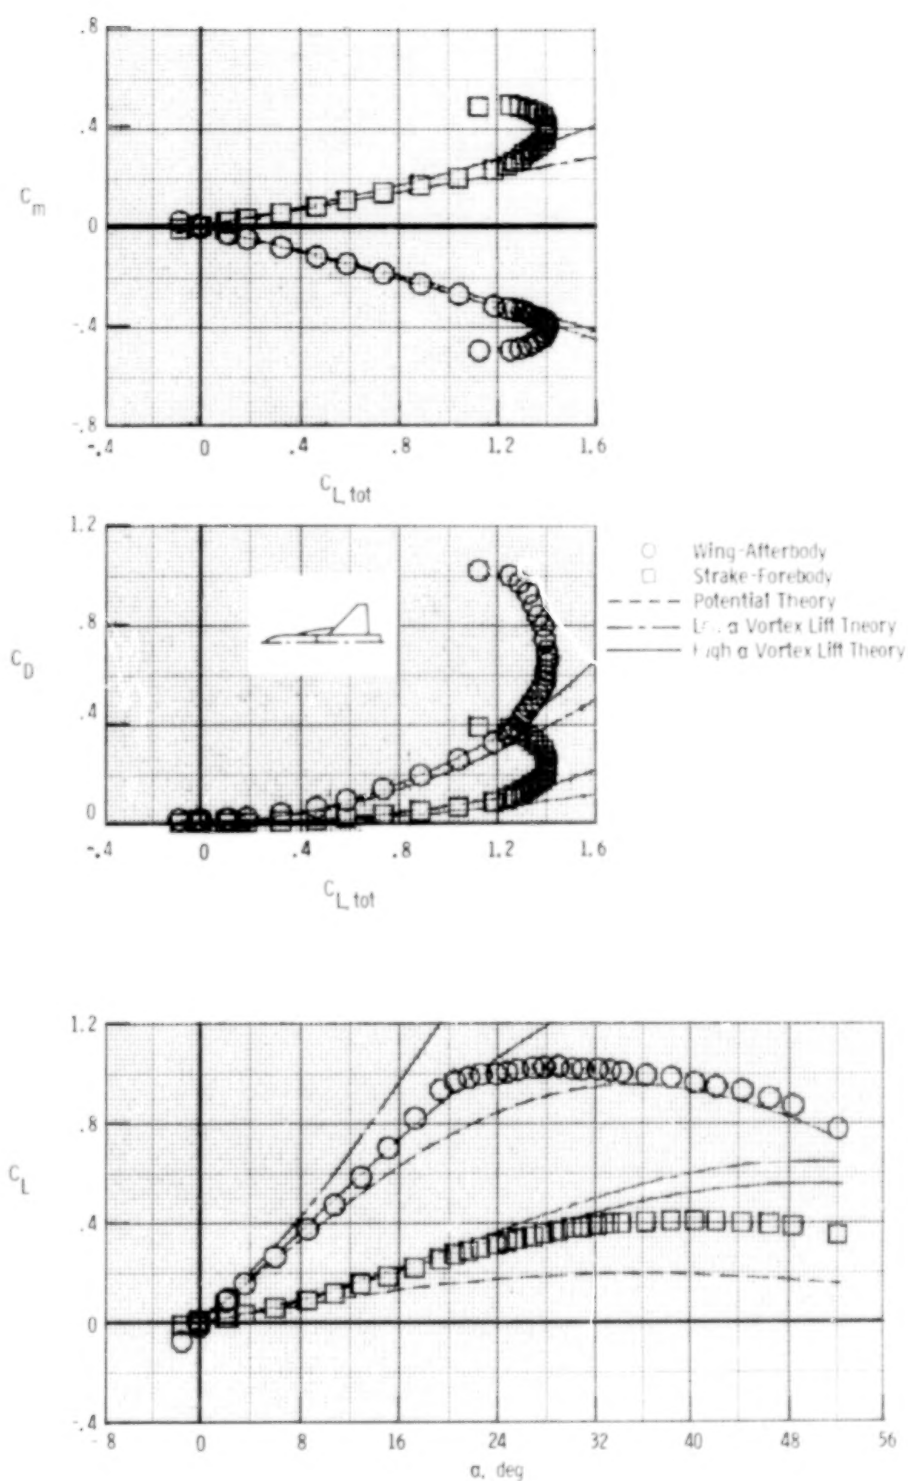 .8
.4
C_m
0
-.4
-.8
-.4 0 .4 .8 1.2 1.6
C_L, tot
1.2
.8
C_D
.4
0
-.4 0 .4 .8 1.2 1.6
C_L, tot
Wing-Afterbody
Strake-Forebody
Potential Theory
α Vortex Lift Theory
α Vortex Lift Theory
1.2
.8
C_L
.4
0
-.4
-8 0 8 16 24 32 40 48 56
α, deg